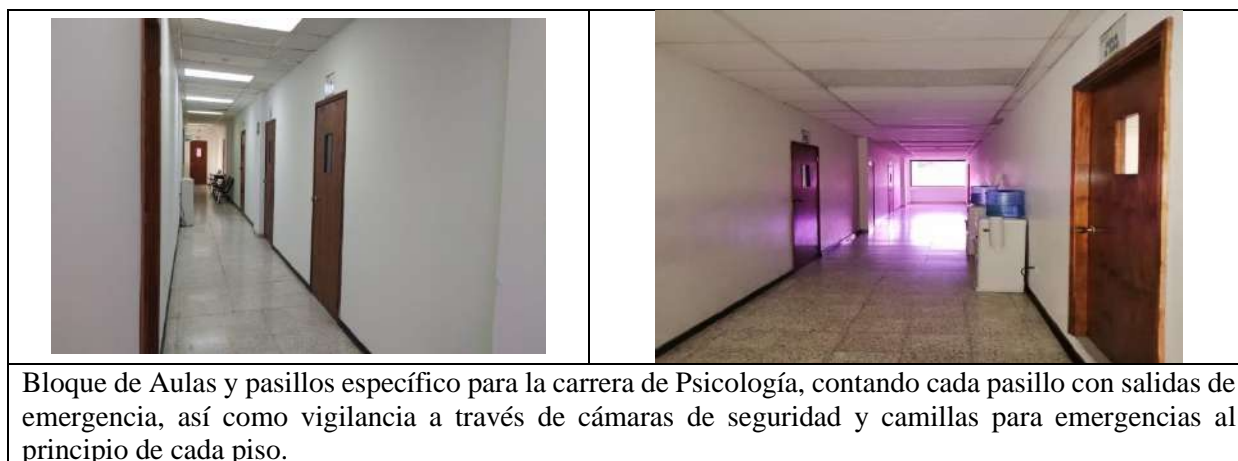 Bloque de Aulas y pasillos específico para la carrera de Psicología, contando cada pasillo con salidas de
emergencia, así como vigilancia a través de cámaras de seguridad y camillas para emergencias al
principio de cada piso.